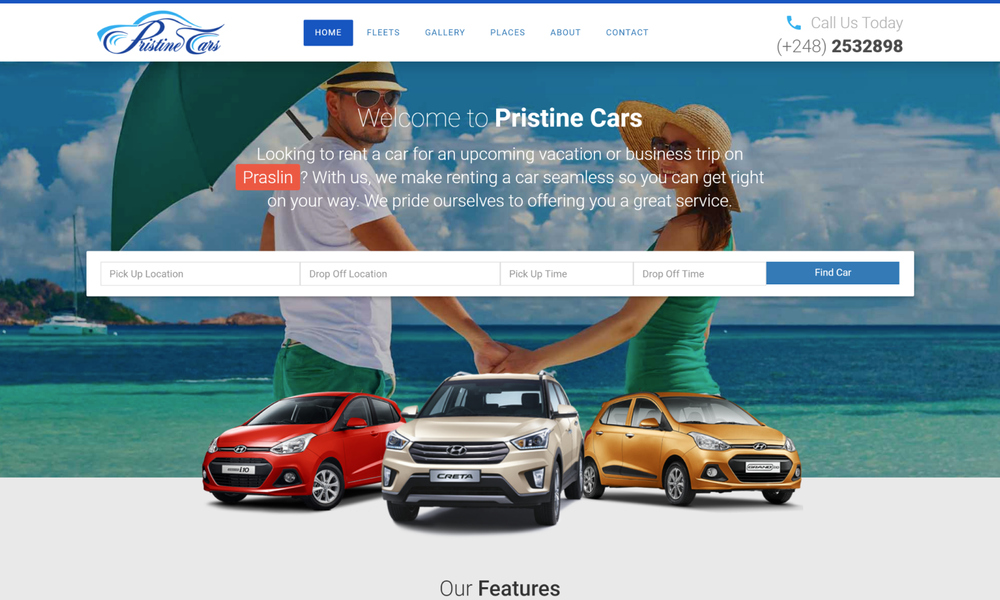 Pristine Cars
HOME FLEETS GALLERY PLACES ABOUT CONTACT
Call Us Today
(+248) 2532898
Welcome to Pristine Cars
Looking to rent a car for an upcoming vacation or business trip on
Praslin ? With us, we make renting a car seamless so you can get right
on your way. We pride ourselves to offering you a great service.
Pick Up Location Drop Off Location Pick Up Time Drop Off Time Find Car
CRETA
GRAND
i10
Our Features